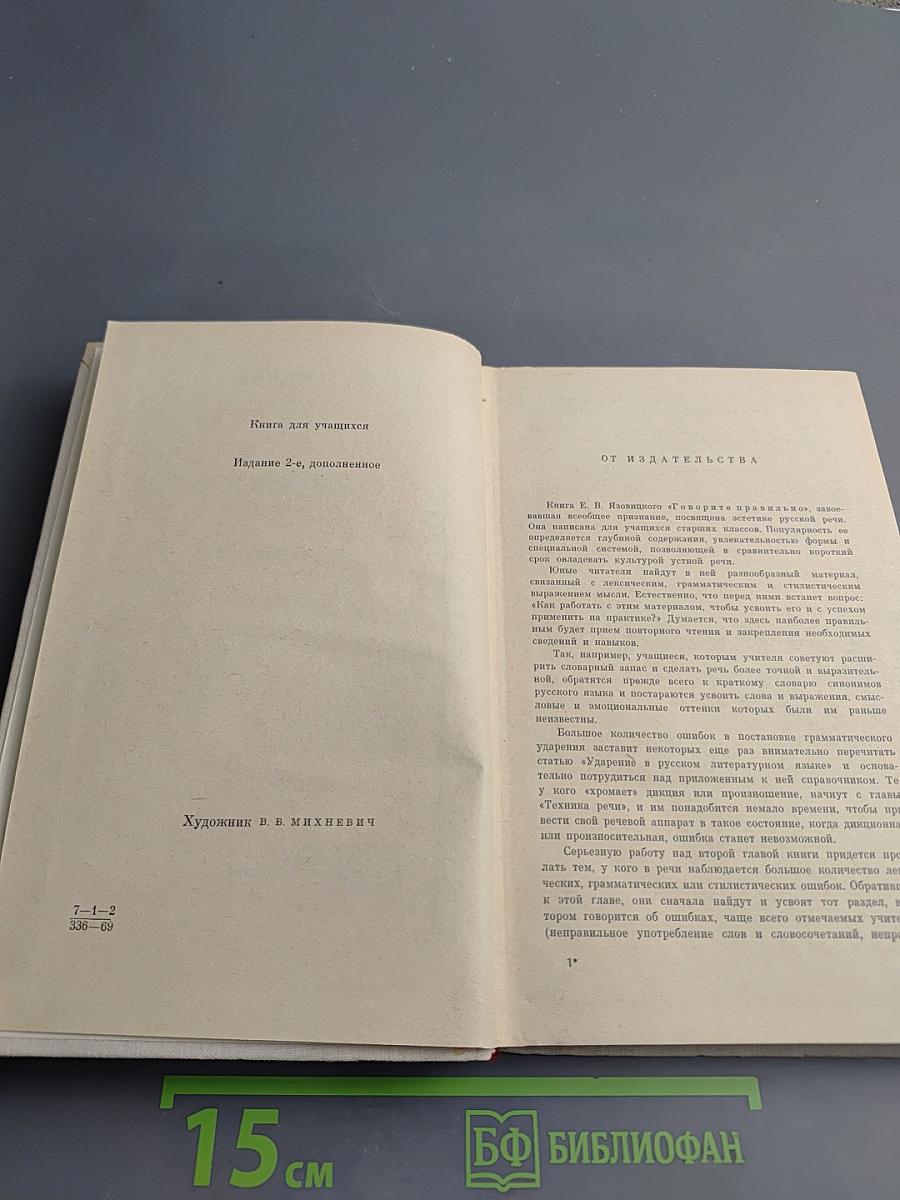 Книга для учащихся
Издание 2-е, дополненное
Художник В. В. МИХНЕВИЧ
7—1—2
336—69
ОТ ИЗДАТЕЛЬСТВА
Книга Е. В. Язовицкого «Говорите правильно», завое-
вавшая всеобщее признание, посвящена эстетике русской речи.
Она написана для учащихся старших классов. Популярность ее
определяется глубиной содержания, увлекательностью формы и
специальной системой, позволяющей в сравнительно короткий
срок овладевать культурой устной речи.
Юные читатели найдут в ней разнообразный материал,
связанный с лексическим, грамматическим и стилистическим
выражением мысли. Естественно, что перед ними встанет вопрос:
«Как работать с этим материалом, чтобы усвоить его и с успехом
применить на практике?» Думается, что здесь наиболее правиль-
ным будет прием повторного чтения и закрепления необходимых
сведений и навыков.
Так, например, учащиеся, которым учителя советуют расши-
рить словарный запас и сделать речь более точной и выразитель-
ной, обратятся прежде всего к краткому словарю синонимов
русского языка и постараются усвоить слова и выражения, смыс-
ловые и эмоциональные оттенки которых были им раньше
неизвестны.
Большое количество ошибок в постановке грамматического
ударения заставит некоторых еще раз внимательно перечитать
статью «Ударение в русском литературном языке» и основа-
тельно потрудиться над приложенным к ней справочником. Те
у кого «хромает» дикция или произношение, начнут с главы
«Техника речи», и им понадобится немало времени, чтобы при
вести свой речевой аппарат в такое состояние, когда дикционна
или произносительная, ошибка станет невозможной.
Серьезную работу над второй главой книги придется про
лать тем, у кого в речи наблюдается большое количество ле
ческих, грамматических или стилистических ошибок. Обратив
к этой главе, они сначала найдут и усвоят тот раздел, в
тором говорится об ошибках, чаще всего отмечаемых учите
(неправильное употребление слов и словосочетаний, непра
1*
15 см
БФ БИБЛИОФАН